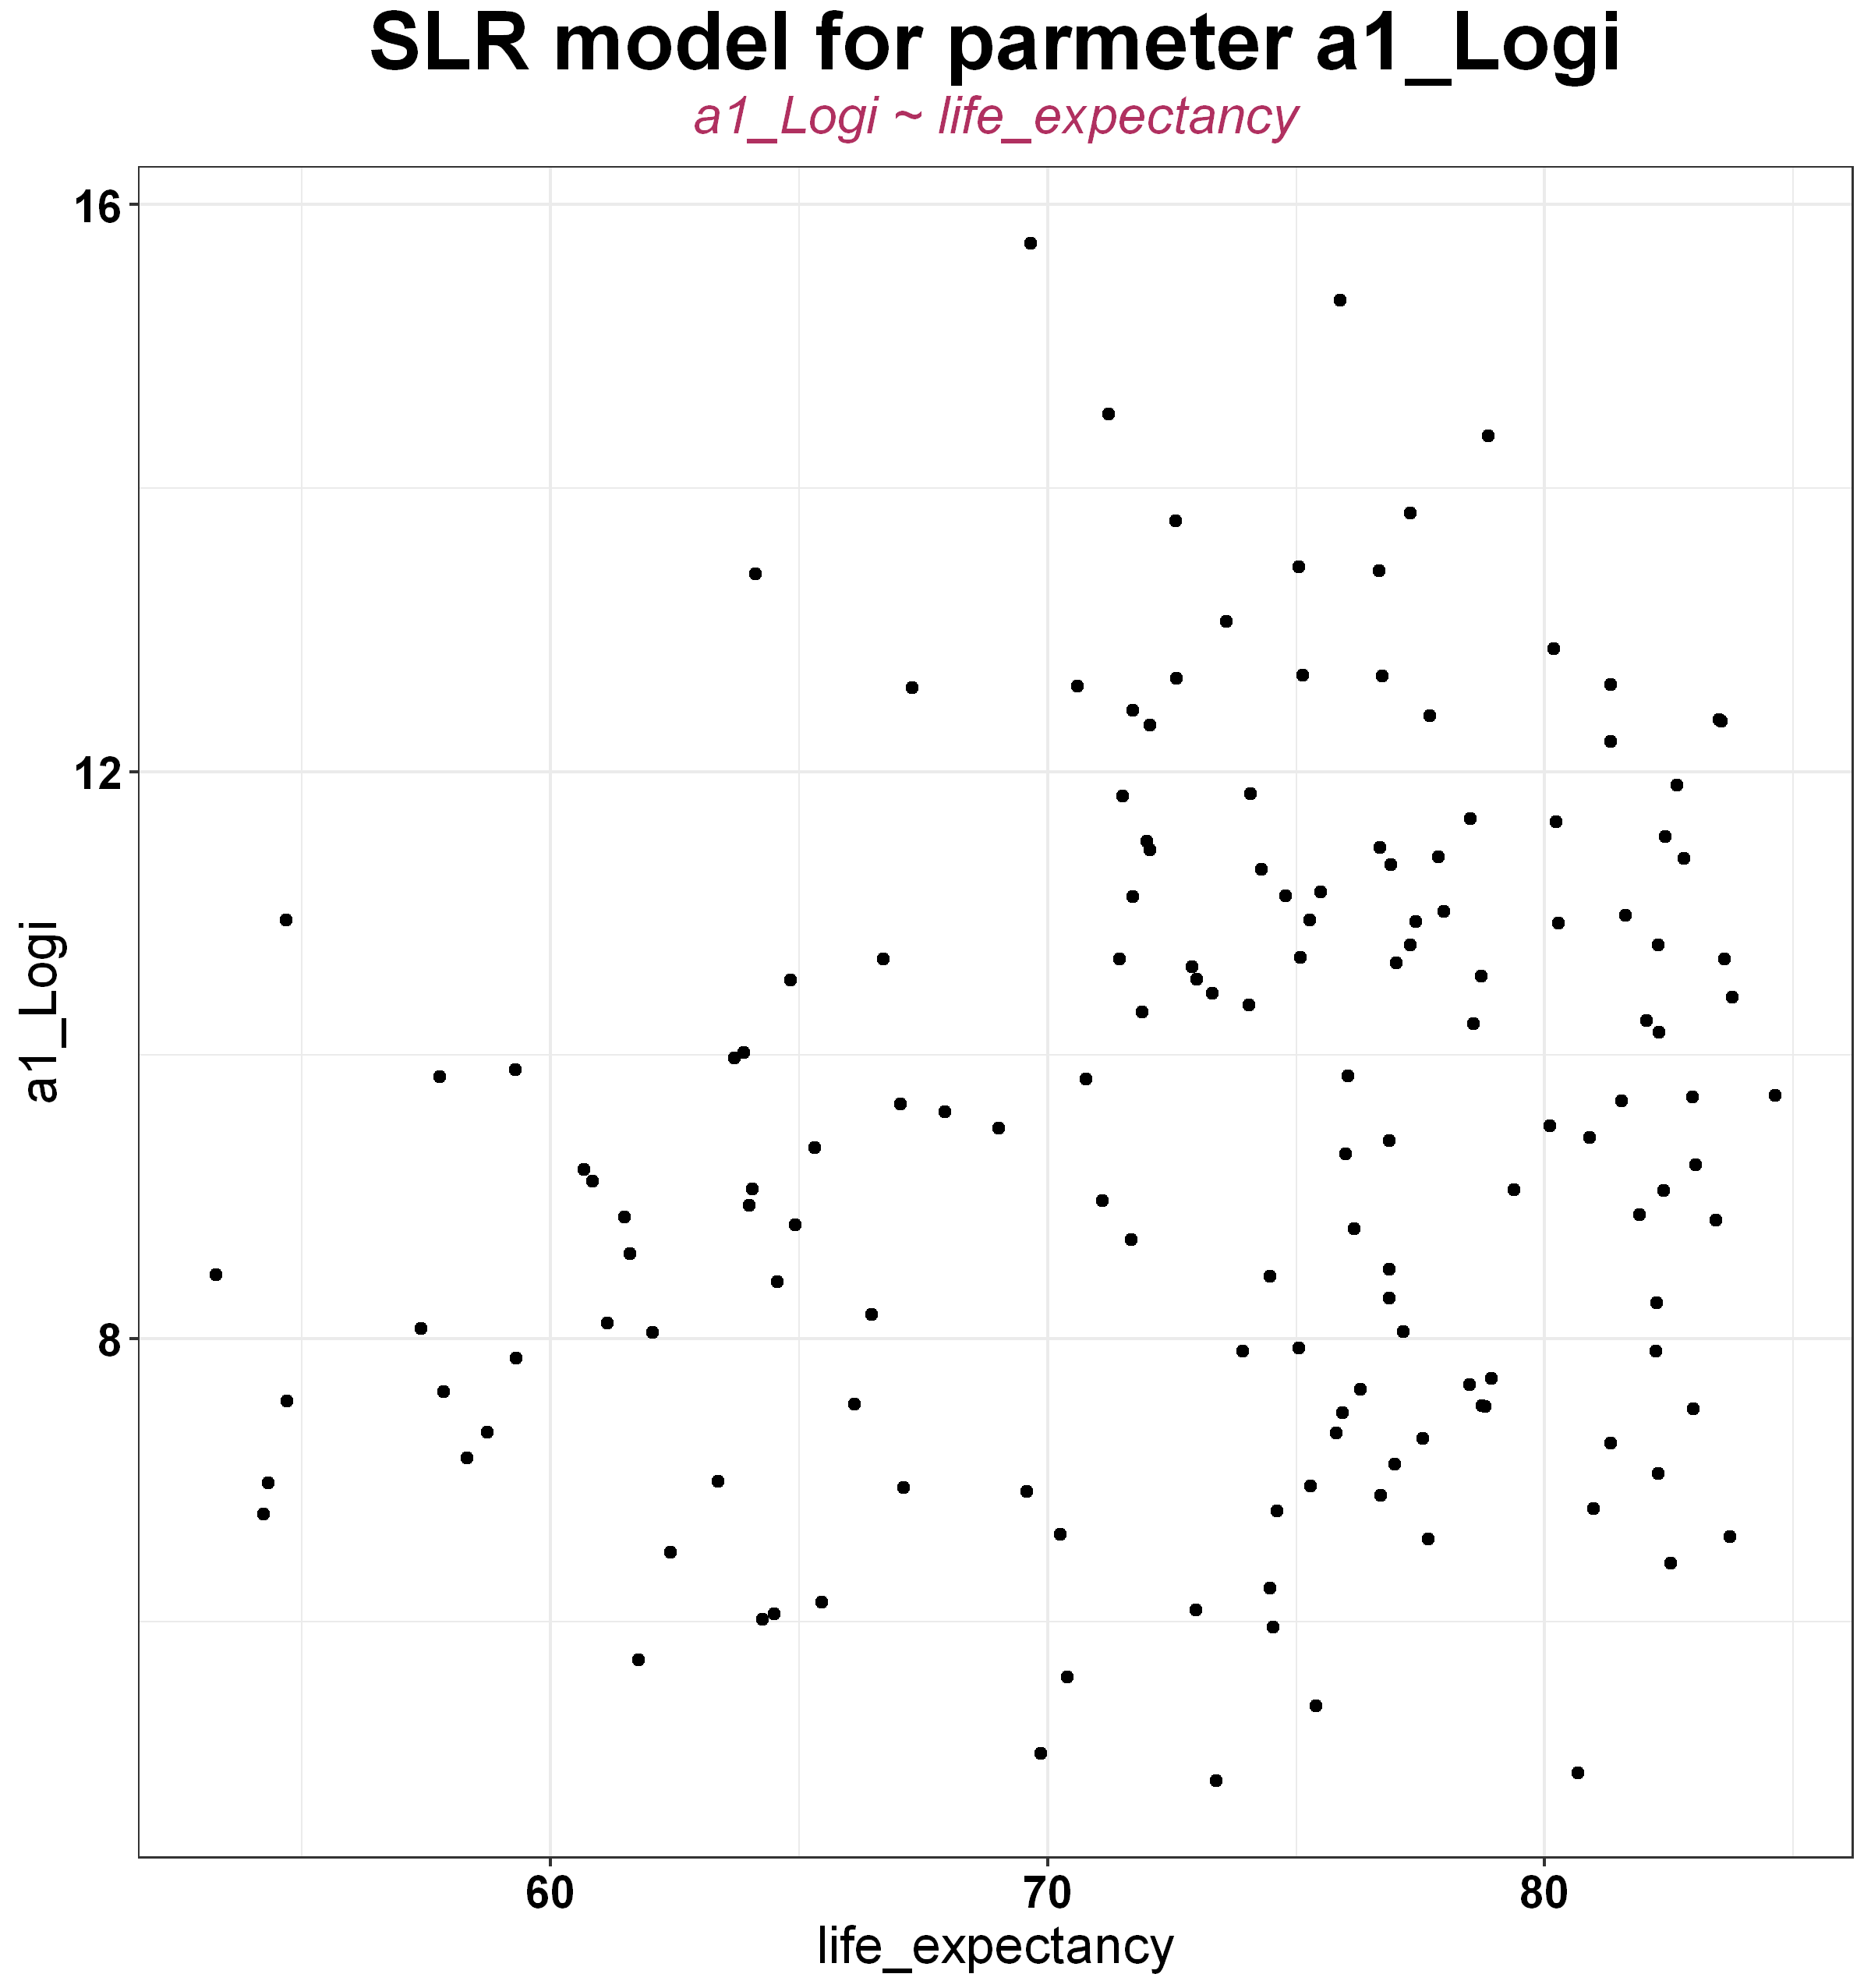 SLR model for parmeter a1_Logi
a1_Logi ~ life_expectancy
16
12
8
a1_Logi
60 70 80
life_expectancy